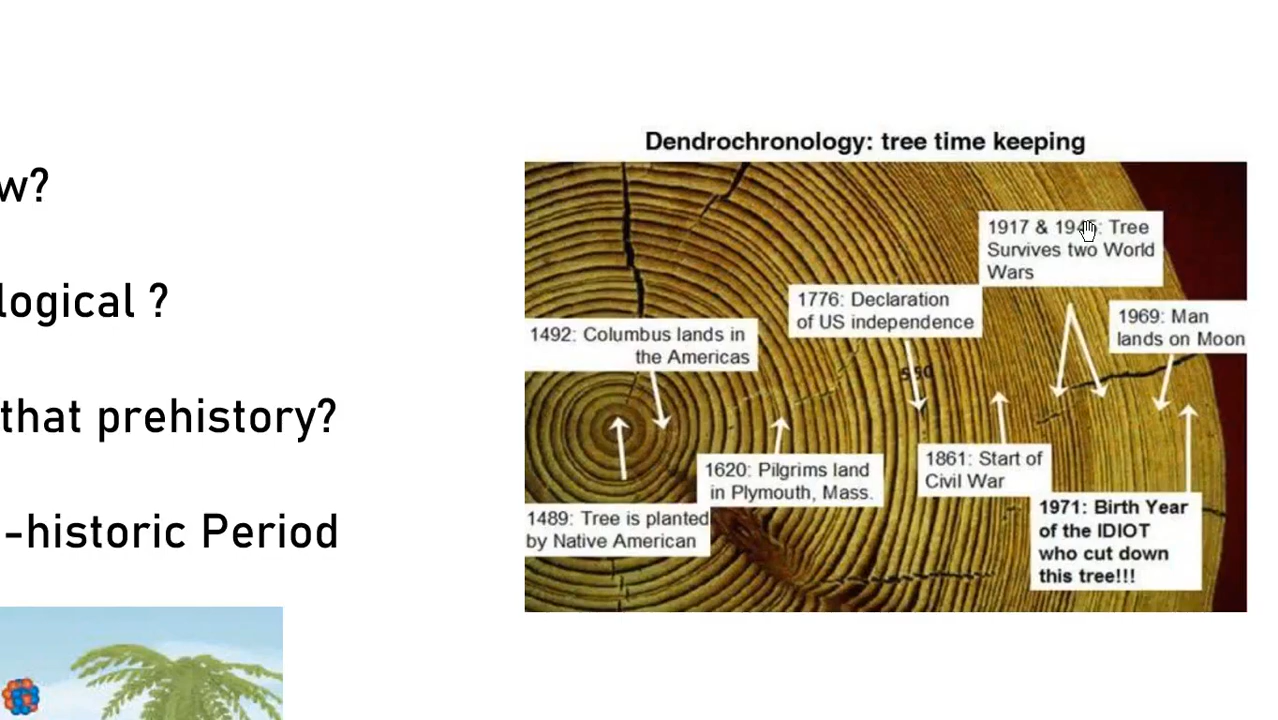 w?
logical ?
that prehistory?
-historic Period
Dendrochronology: tree time keeping
1917 & 194 : Tree
Survives two World
Wars
1776: Declaration
of US independence
1969: Man
lands on Moon
1492: Columbus lands in
the Americas
550
1861: Start of
Civil War
1620: Pilgrims land
in Plymouth, Mass.
1489: Tree is planted
by Native American
1971: Birth Year
of the IDIOT
who cut down
this tree!!!